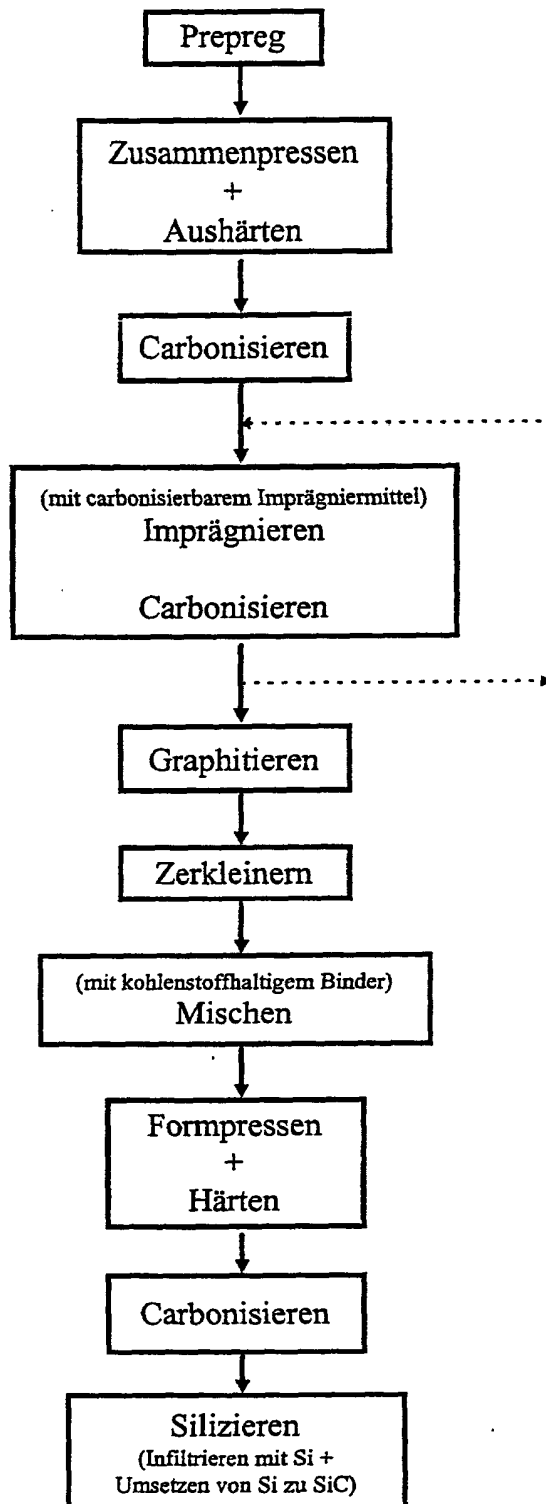 Prepreg
Zusammenpressen
+
Aushärten
Carbonisieren
(mit carbonisierbarem Imprägniermittel)
Imprägnieren
Carbonisieren
Graphitieren
Zerkleinern
(mit kohlenstoffhaltigem Binder)
Mischen
Formpressen
+
Härten
Carbonisieren
Silizieren
(Infiltrieren mit Si +
Umsetzen von Si zu SiC)